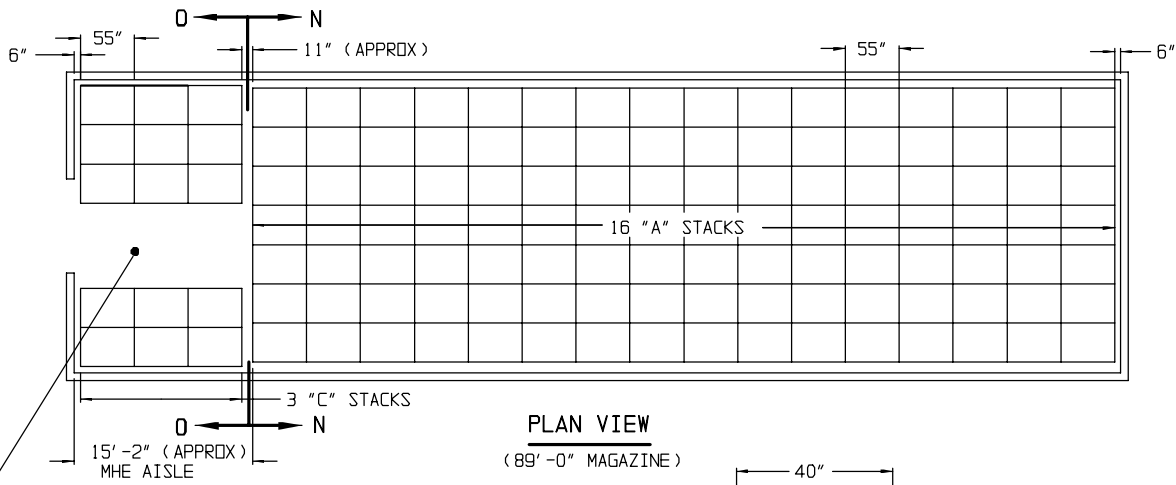 O N
55"
6"
11" (APPROX)
55"
6"
16 "A" STACKS
3 "C" STACKS
O N
15'-2" (APPROX)
MHE AISLE
PLAN VIEW
(89'-0" MAGAZINE)
40"